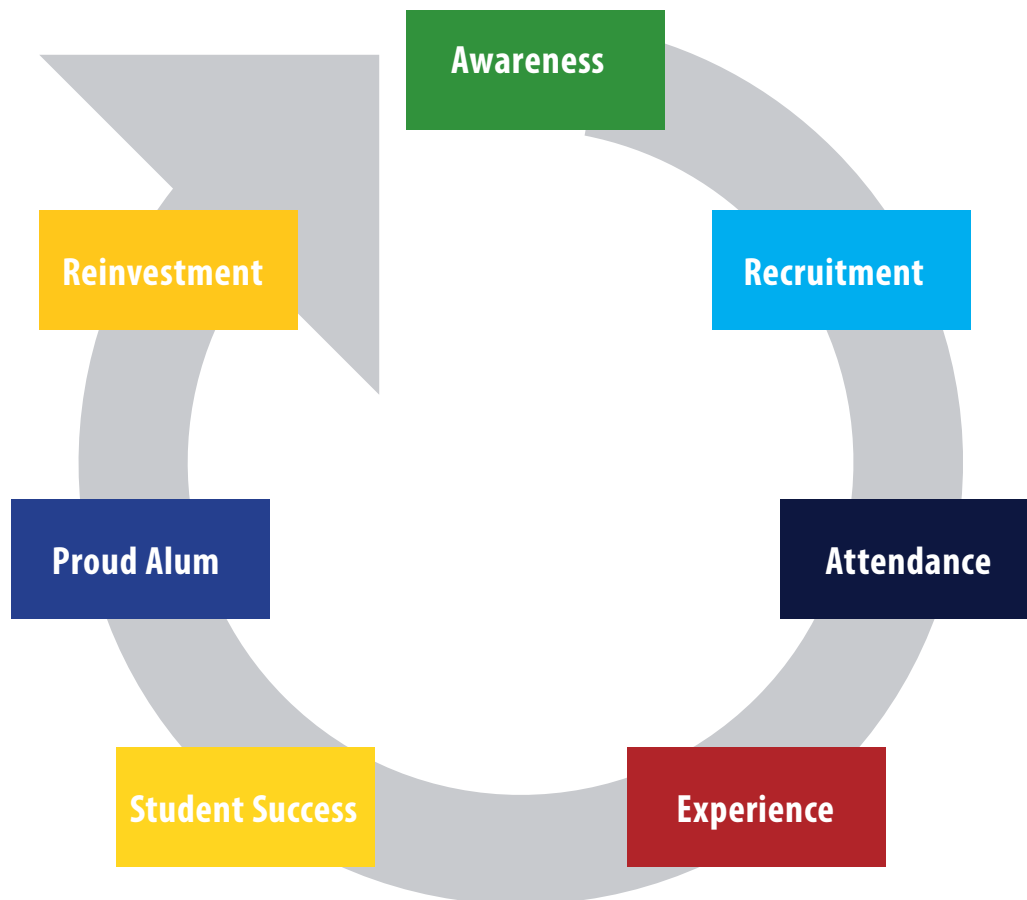 Awareness
Recruitment
Attendance
Experience
Student Success
Proud Alum
Reinvestment